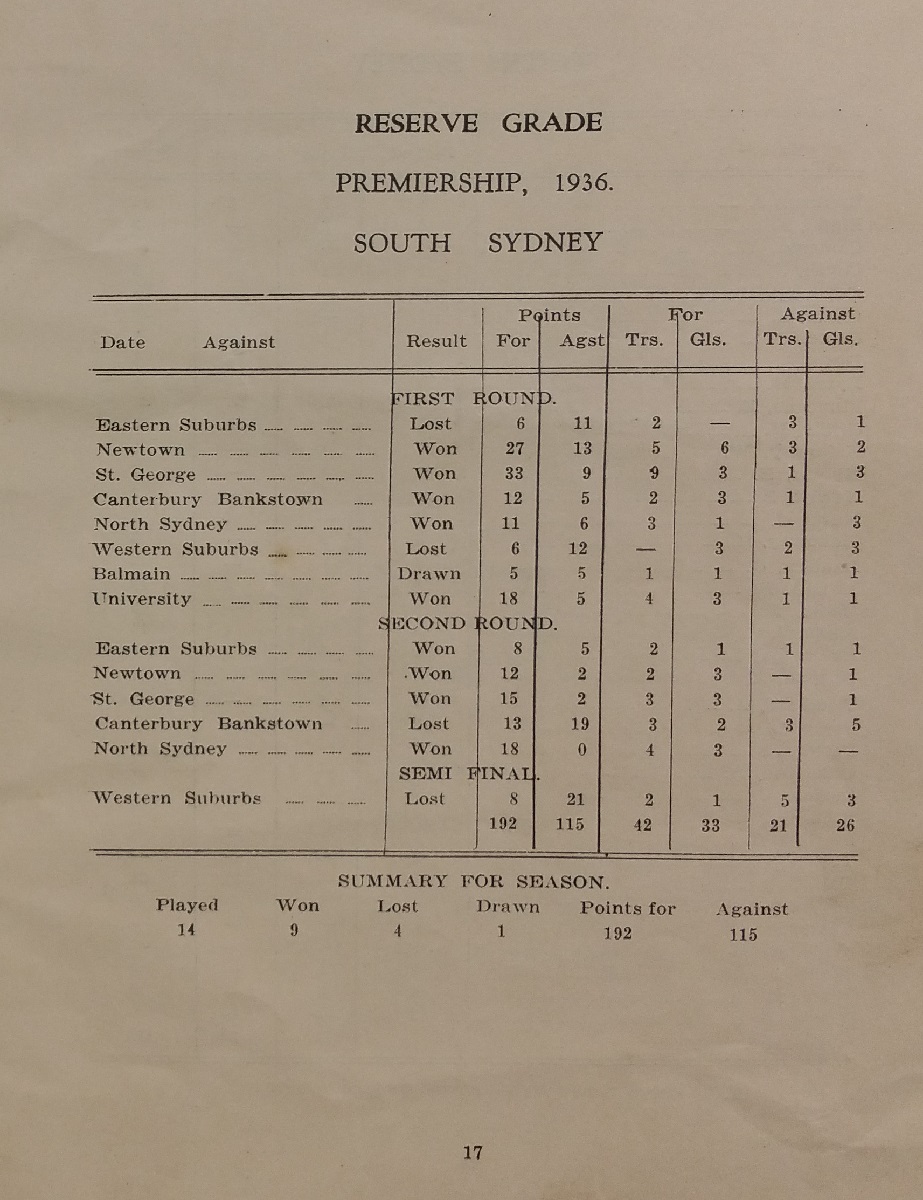 RESERVE GRADE
PREMIERSHIP, 1936.
SOUTH SYDNEY
Points For Against
Date Against Result For Agst Trs. Gls. Trs. Gls.
FIRST ROUND.
Eastern Suburbs ...... ...... ...... ...... Lost 6 11 2 — 3 1
Newtown ...... ...... ...... ...... ...... ...... Won 27 13 5 6 3 2
St. George ...... ...... ...... ...... ...... Won 33 9 9 3 1 3
Canterbury Bankstown ...... Won 12 5 2 3 1 1
North Sydney ...... ...... ...... ...... ...... Won 11 6 3 1 — 3
Western Suburbs ...... ...... ...... ...... Lost 6 12 — 3 2 3
Balmain ...... ...... ...... ...... ...... ...... ...... Drawn 5 5 1 1 1 1
University ...... ...... ...... ...... ...... ...... Won 18 5 4 3 1 1
SECOND ROUND.
Eastern Suburbs ...... ...... ...... ...... Won 8 5 2 1 1 1
Newtown ...... ...... ...... ...... ...... ...... Won 12 2 2 3 — 1
St. George ...... ...... ...... ...... ...... ...... Won 15 2 3 3 — 1
Canterbury Bankstown ...... Lost 13 19 3 2 3 5
North Sydney ...... ...... ...... ...... ...... Won 18 0 4 3 — —
SEMI FINAL.
Western Suburbs ...... ...... ...... Lost 8 21 2 1 5 3
192 115 42 33 21 26
SUMMARY FOR SEASON.
Played Won Lost Drawn Points for Against
14 9 4 1 192 115
17